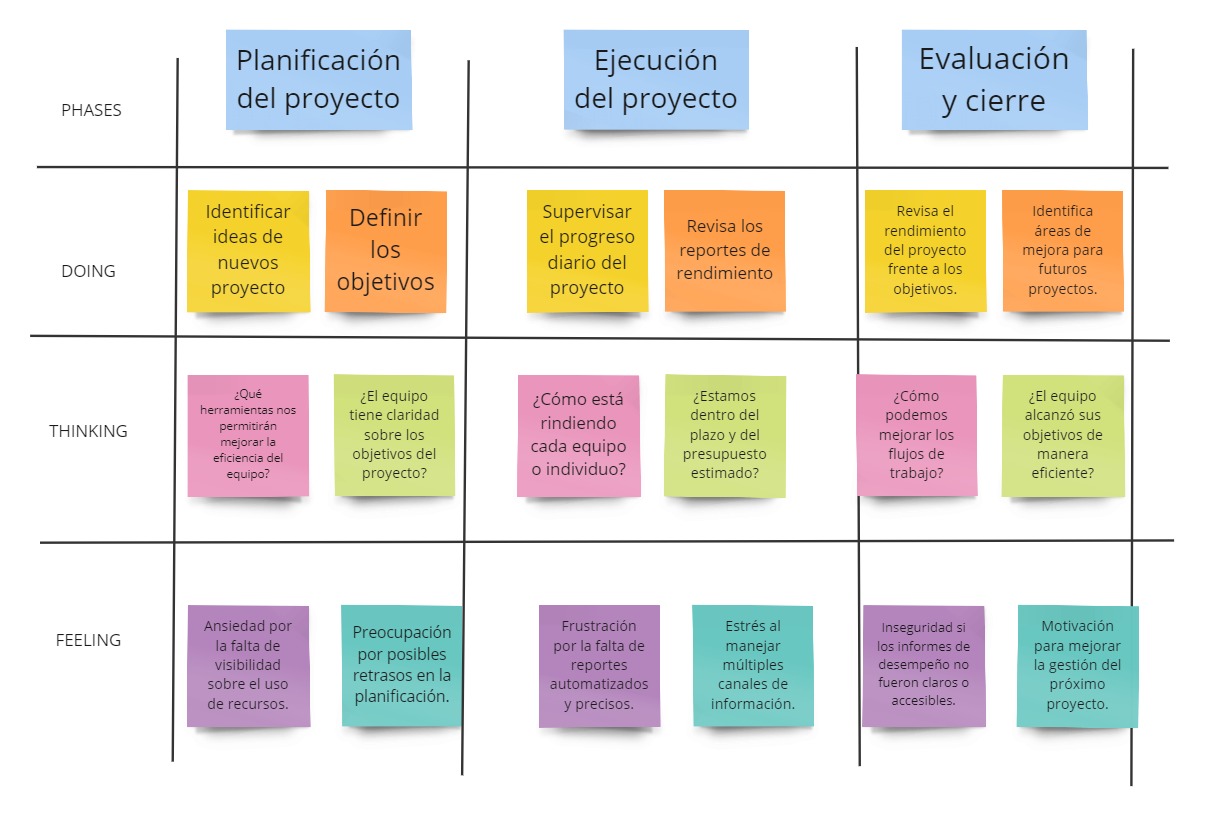 PHASES
Planificación
del proyecto
Ejecución
del proyecto
Evaluación
y cierre
DOING
Identificar
ideas de
nuevos
proyecto
Definir
los
objetivos
Supervisar
el progreso
diario del
proyecto
Revisa los
reportes de
rendimiento
Revisa el
rendimiento
del proyecto
frente a los
objetivos.
Identifica
áreas de
mejora para
futuros
proyectos.
THINKING
¿Qué
herramientas nos
permitirán
mejorar la
eficiencia del
equipo?
¿El equipo
tiene claridad
sobre los
objetivos del
proyecto?
¿Cómo está
rindiendo
cada equipo
o individuo?
¿Estamos
dentro del
plazo y del
presupuesto
estimado?
¿Cómo
podemos
mejorar los
flujos de
trabajo?
¿El equipo
alcanzó sus
objetivos de
manera
eficiente?
FEELING
Ansiedad por
la falta de
visibilidad
sobre el uso
de recursos.
Preocupación
por posibles
retrasos en la
planificación.
Frustración
por la falta de
reportes
automatizados
y precisos.
Estrés al
manejar
múltiples
canales de
información.
Inseguridad si
los informes de
desempeño no
fueron claros o
accesibles.
Motivación
para mejorar
la gestión del
próximo
proyecto.